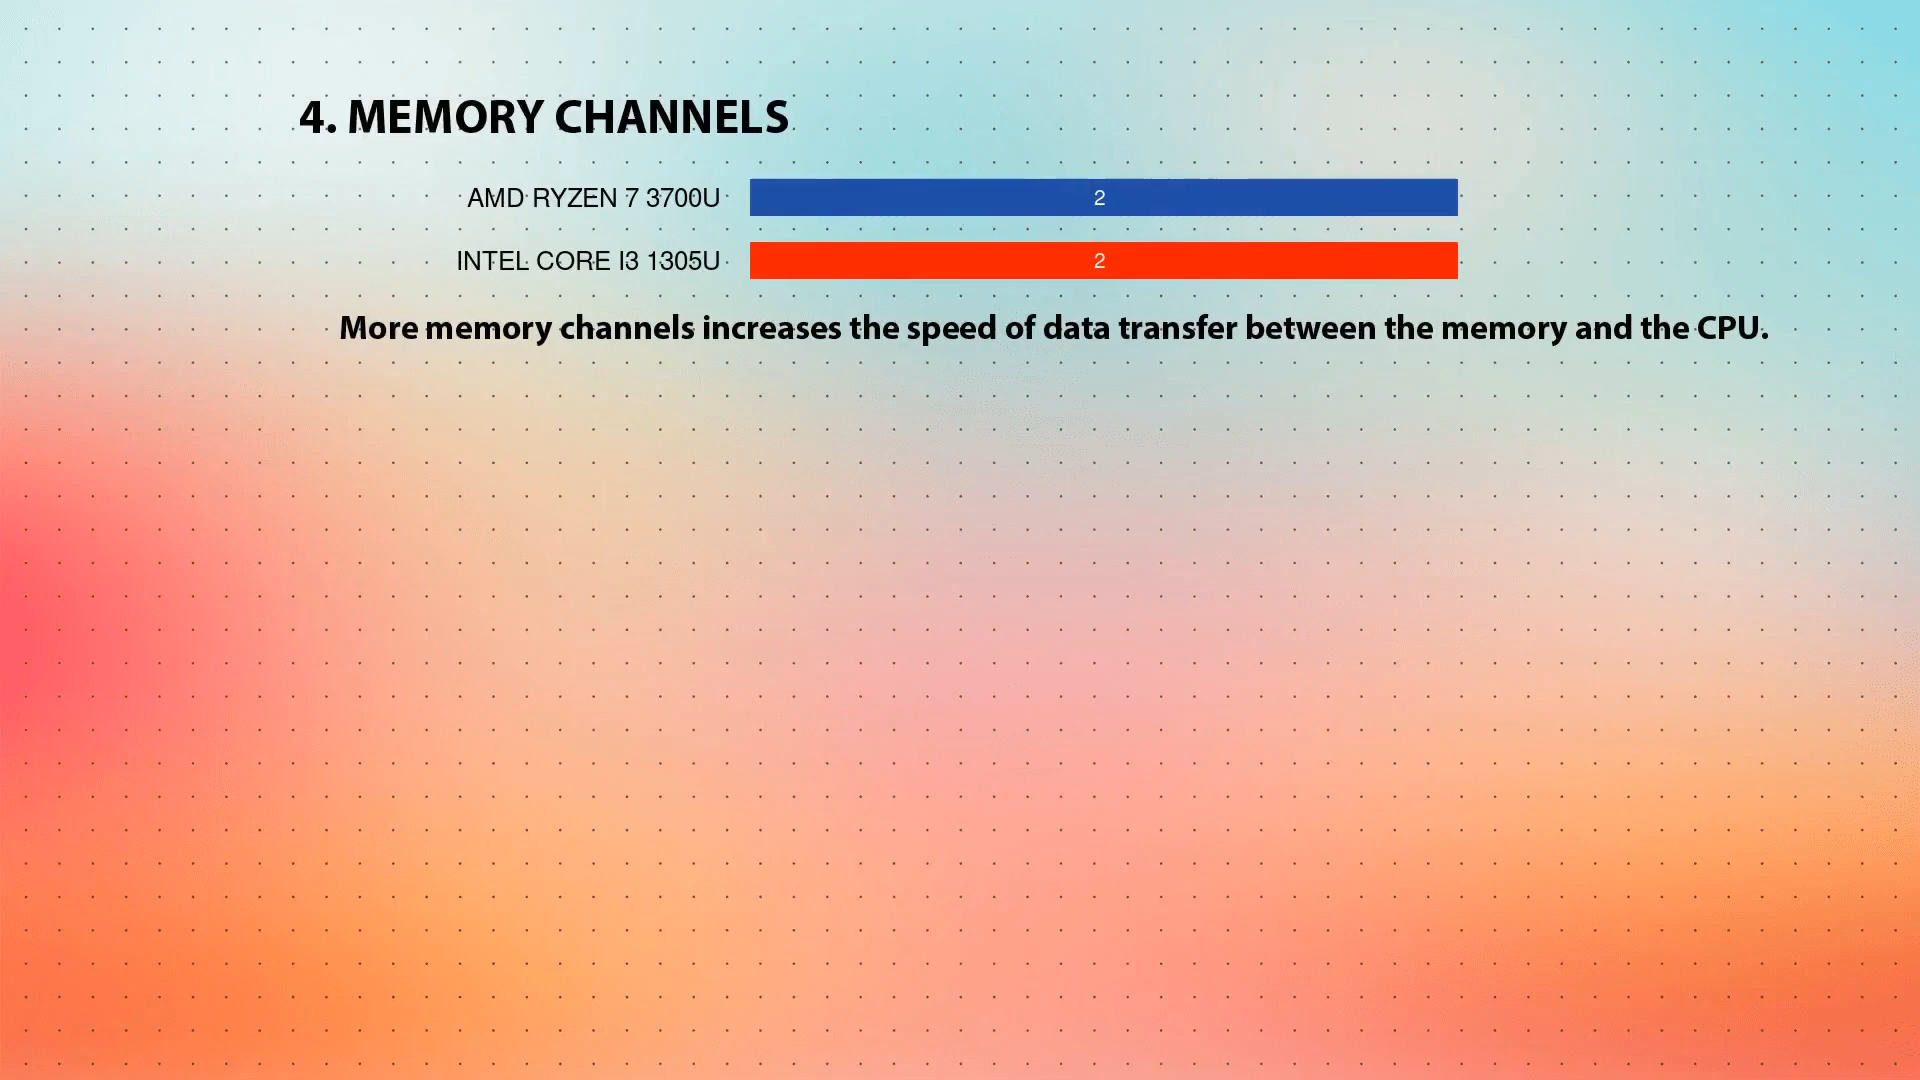 4. MEMORY CHANNELS
AMD RYZEN 7 3700U 2
INTEL CORE I3 1305U 2
More memory channels increases the speed of data transfer between the memory and the CPU.